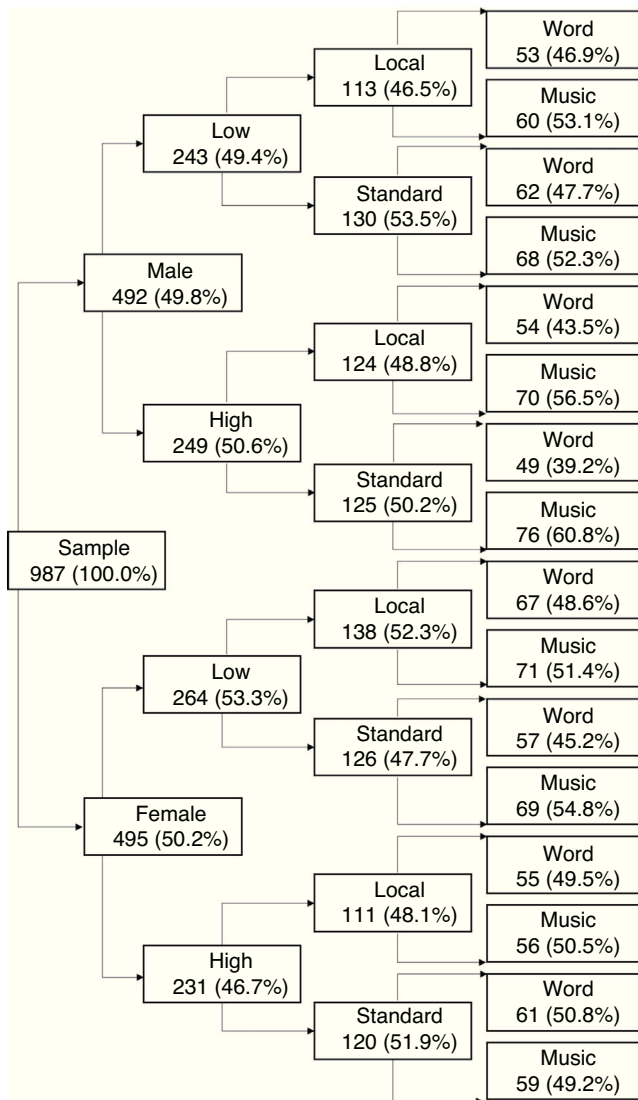 Word
53 (46.9%)
Local
113 (46.5%)
Music
60 (53.1%)
Low
243 (49.4%)
Word
62 (47.7%)
Standard
130 (53.5%)
Music
68 (52.3%)
Male
492 (49.8%)
Word
54 (43.5%)
Local
124 (48.8%)
Music
70 (56.5%)
High
249 (50.6%)
Word
49 (39.2%)
Standard
125 (50.2%)
Music
76 (60.8%)
Sample
987 (100.0%)
Word
67 (48.6%)
Local
138 (52.3%)
Music
71 (51.4%)
Low
264 (53.3%)
Word
57 (45.2%)
Standard
126 (47.7%)
Music
69 (54.8%)
Female
495 (50.2%)
Word
55 (49.5%)
Local
111 (48.1%)
Music
56 (50.5%)
High
231 (46.7%)
Word
61 (50.8%)
Standard
120 (51.9%)
Music
59 (49.2%)